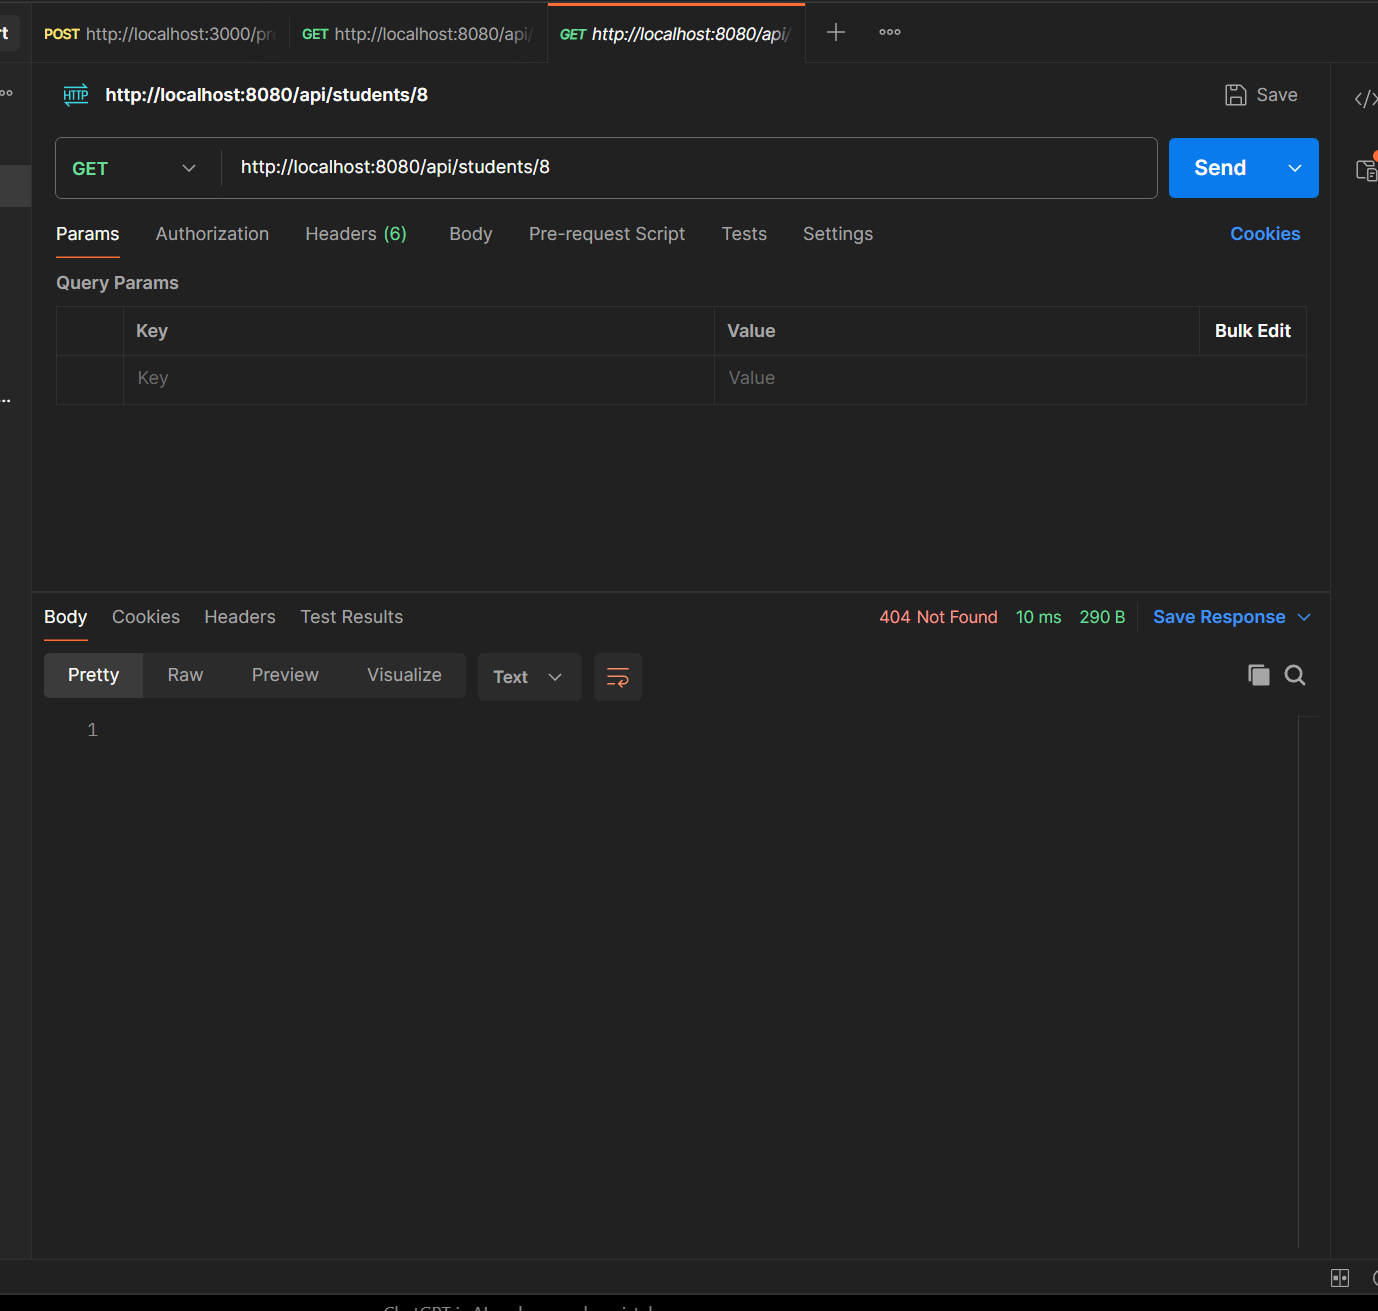 rt POST http://localhost:3000/pr GET http://localhost:8080/api/ GET http://localhost:8080/api/
HTTP http://localhost:8080/api/students/8 Save
GET http://localhost:8080/api/students/8 Send
Params Authorization Headers (6) Body Pre-request Script Tests Settings Cookies
Query Params
Key Value Bulk Edit
Key Value
...
Body Cookies Headers Test Results 404 Not Found 10 ms 290 B Save Response
Pretty Raw Preview Visualize Text
1